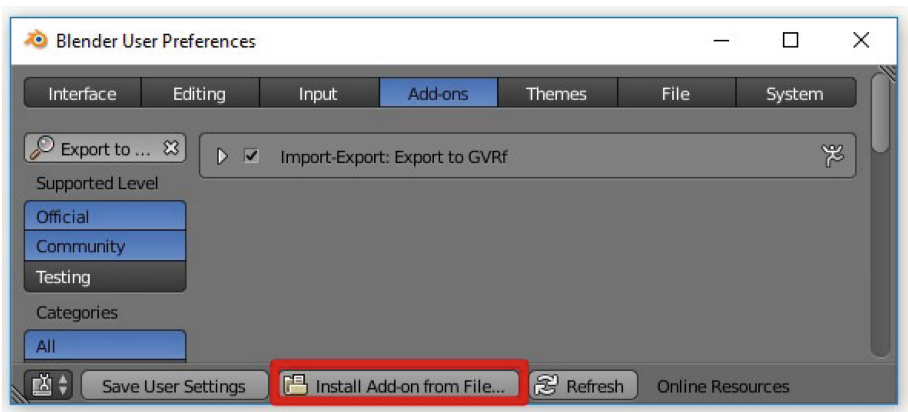 Blender User Preferences
Interface Editing Input Add-ons Themes File System
Export to ...
Import-Export: Export to GVRf
Supported Level
Official
Community
Testing
Categories
All
Save User Settings Install Add-on from File... Refresh Online Resources